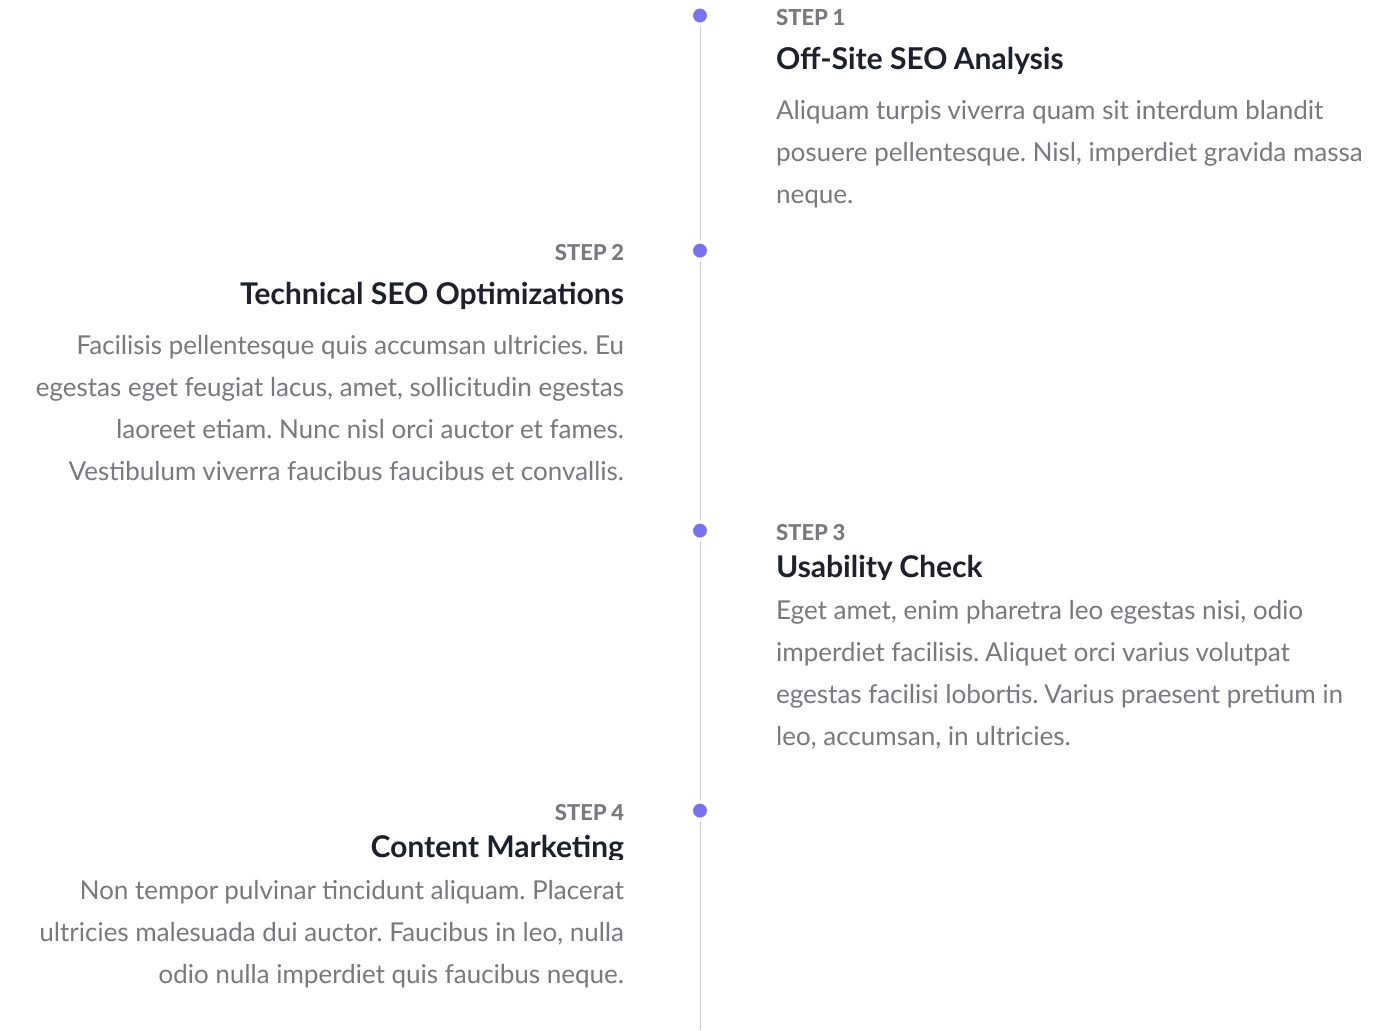 STEP 1
Off-Site SEO Analysis
Aliquam turpis viverra quam sit interdum blandit
posuere pellentesque. Nisl, imperdiet gravida massa
neque.
STEP 2
Technical SEO Optimizations
Facilisis pellentesque quis accumsan ultricies. Eu
egestas eget feugiat lacus, amet, sollicitudin egestas
laoreet etiam. Nunc nisl orci auctor et fames.
Vestibulum viverra faucibus faucibus et convallis.
STEP 3
Usability Check
Eget amet, enim pharetra leo egestas nisi, odio
imperdiet facilisis. Aliquet orci varius volutpat
egestas facilisi lobortis. Varius praesent pretium in
leo, accumsan, in ultricies.
STEP 4
Content Marketing
Non tempor pulvinar tincidunt aliquam. Placerat
ultricies malesuada dui auctor. Faucibus in leo, nulla
odio nulla imperdiet quis faucibus neque.